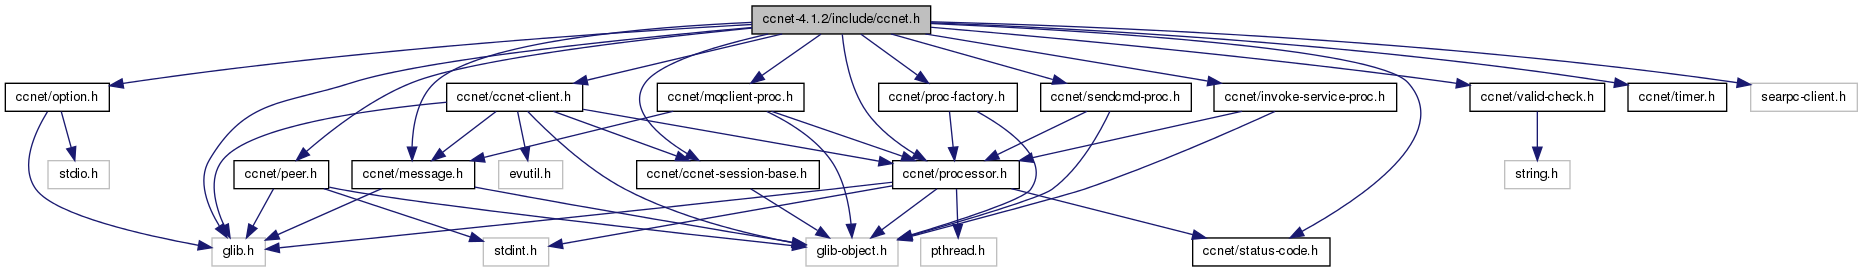 ccnet-4.1.2/include/ccnet.h
ccnet/option.h
ccnet/ccnet-client.h
ccnet/mqclient-proc.h
ccnet/proc-factory.h
ccnet/sendcmd-proc.h
ccnet/invoke-service-proc.h
ccnet/valid-check.h
ccnet/timer.h
searpc-client.h
stdio.h
ccnet/peer.h
ccnet/message.h
evutil.h
ccnet/ccnet-session-base.h
ccnet/processor.h
string.h
glib.h
stdint.h
glib-object.h
pthread.h
ccnet/status-code.h